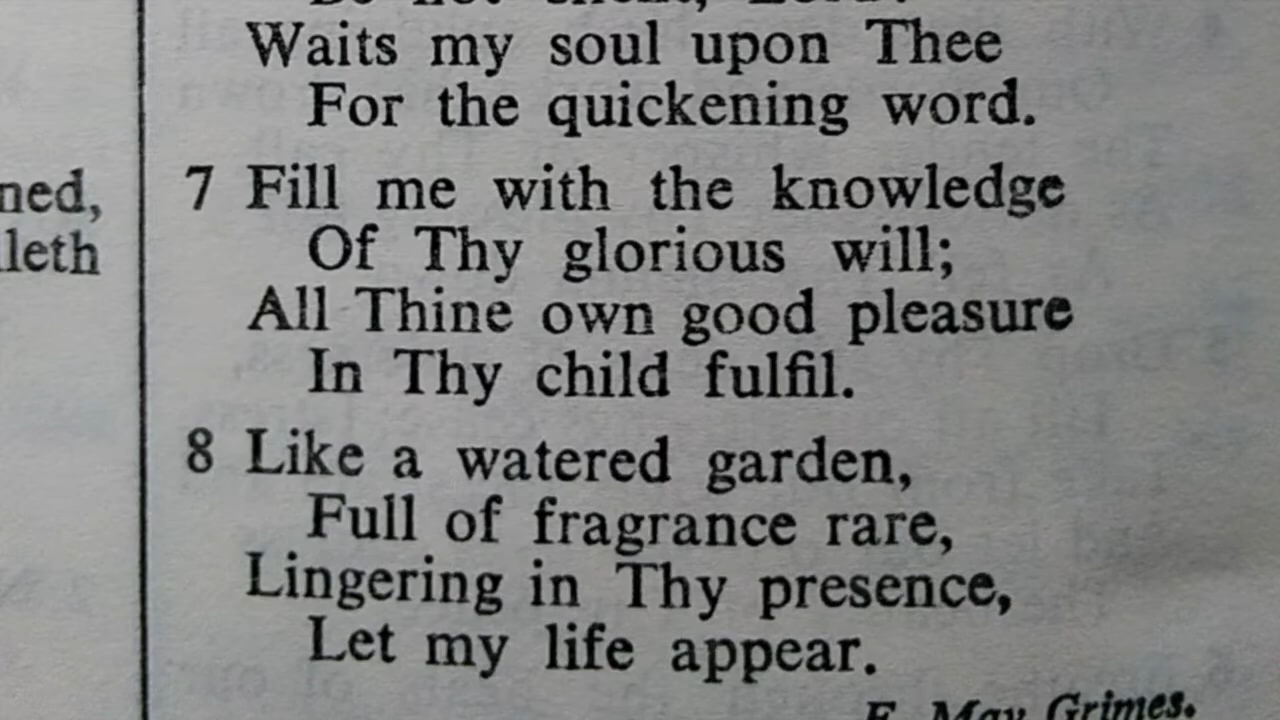 Waits my soul upon Thee
For the quickening word.
ned,
leth
7 Fill me with the knowledge
Of Thy glorious will;
All Thine own good pleasure
In Thy child fulfil.
8 Like a watered garden,
Full of fragrance rare,
Lingering in Thy presence,
Let my life appear.
E. May Grimes.